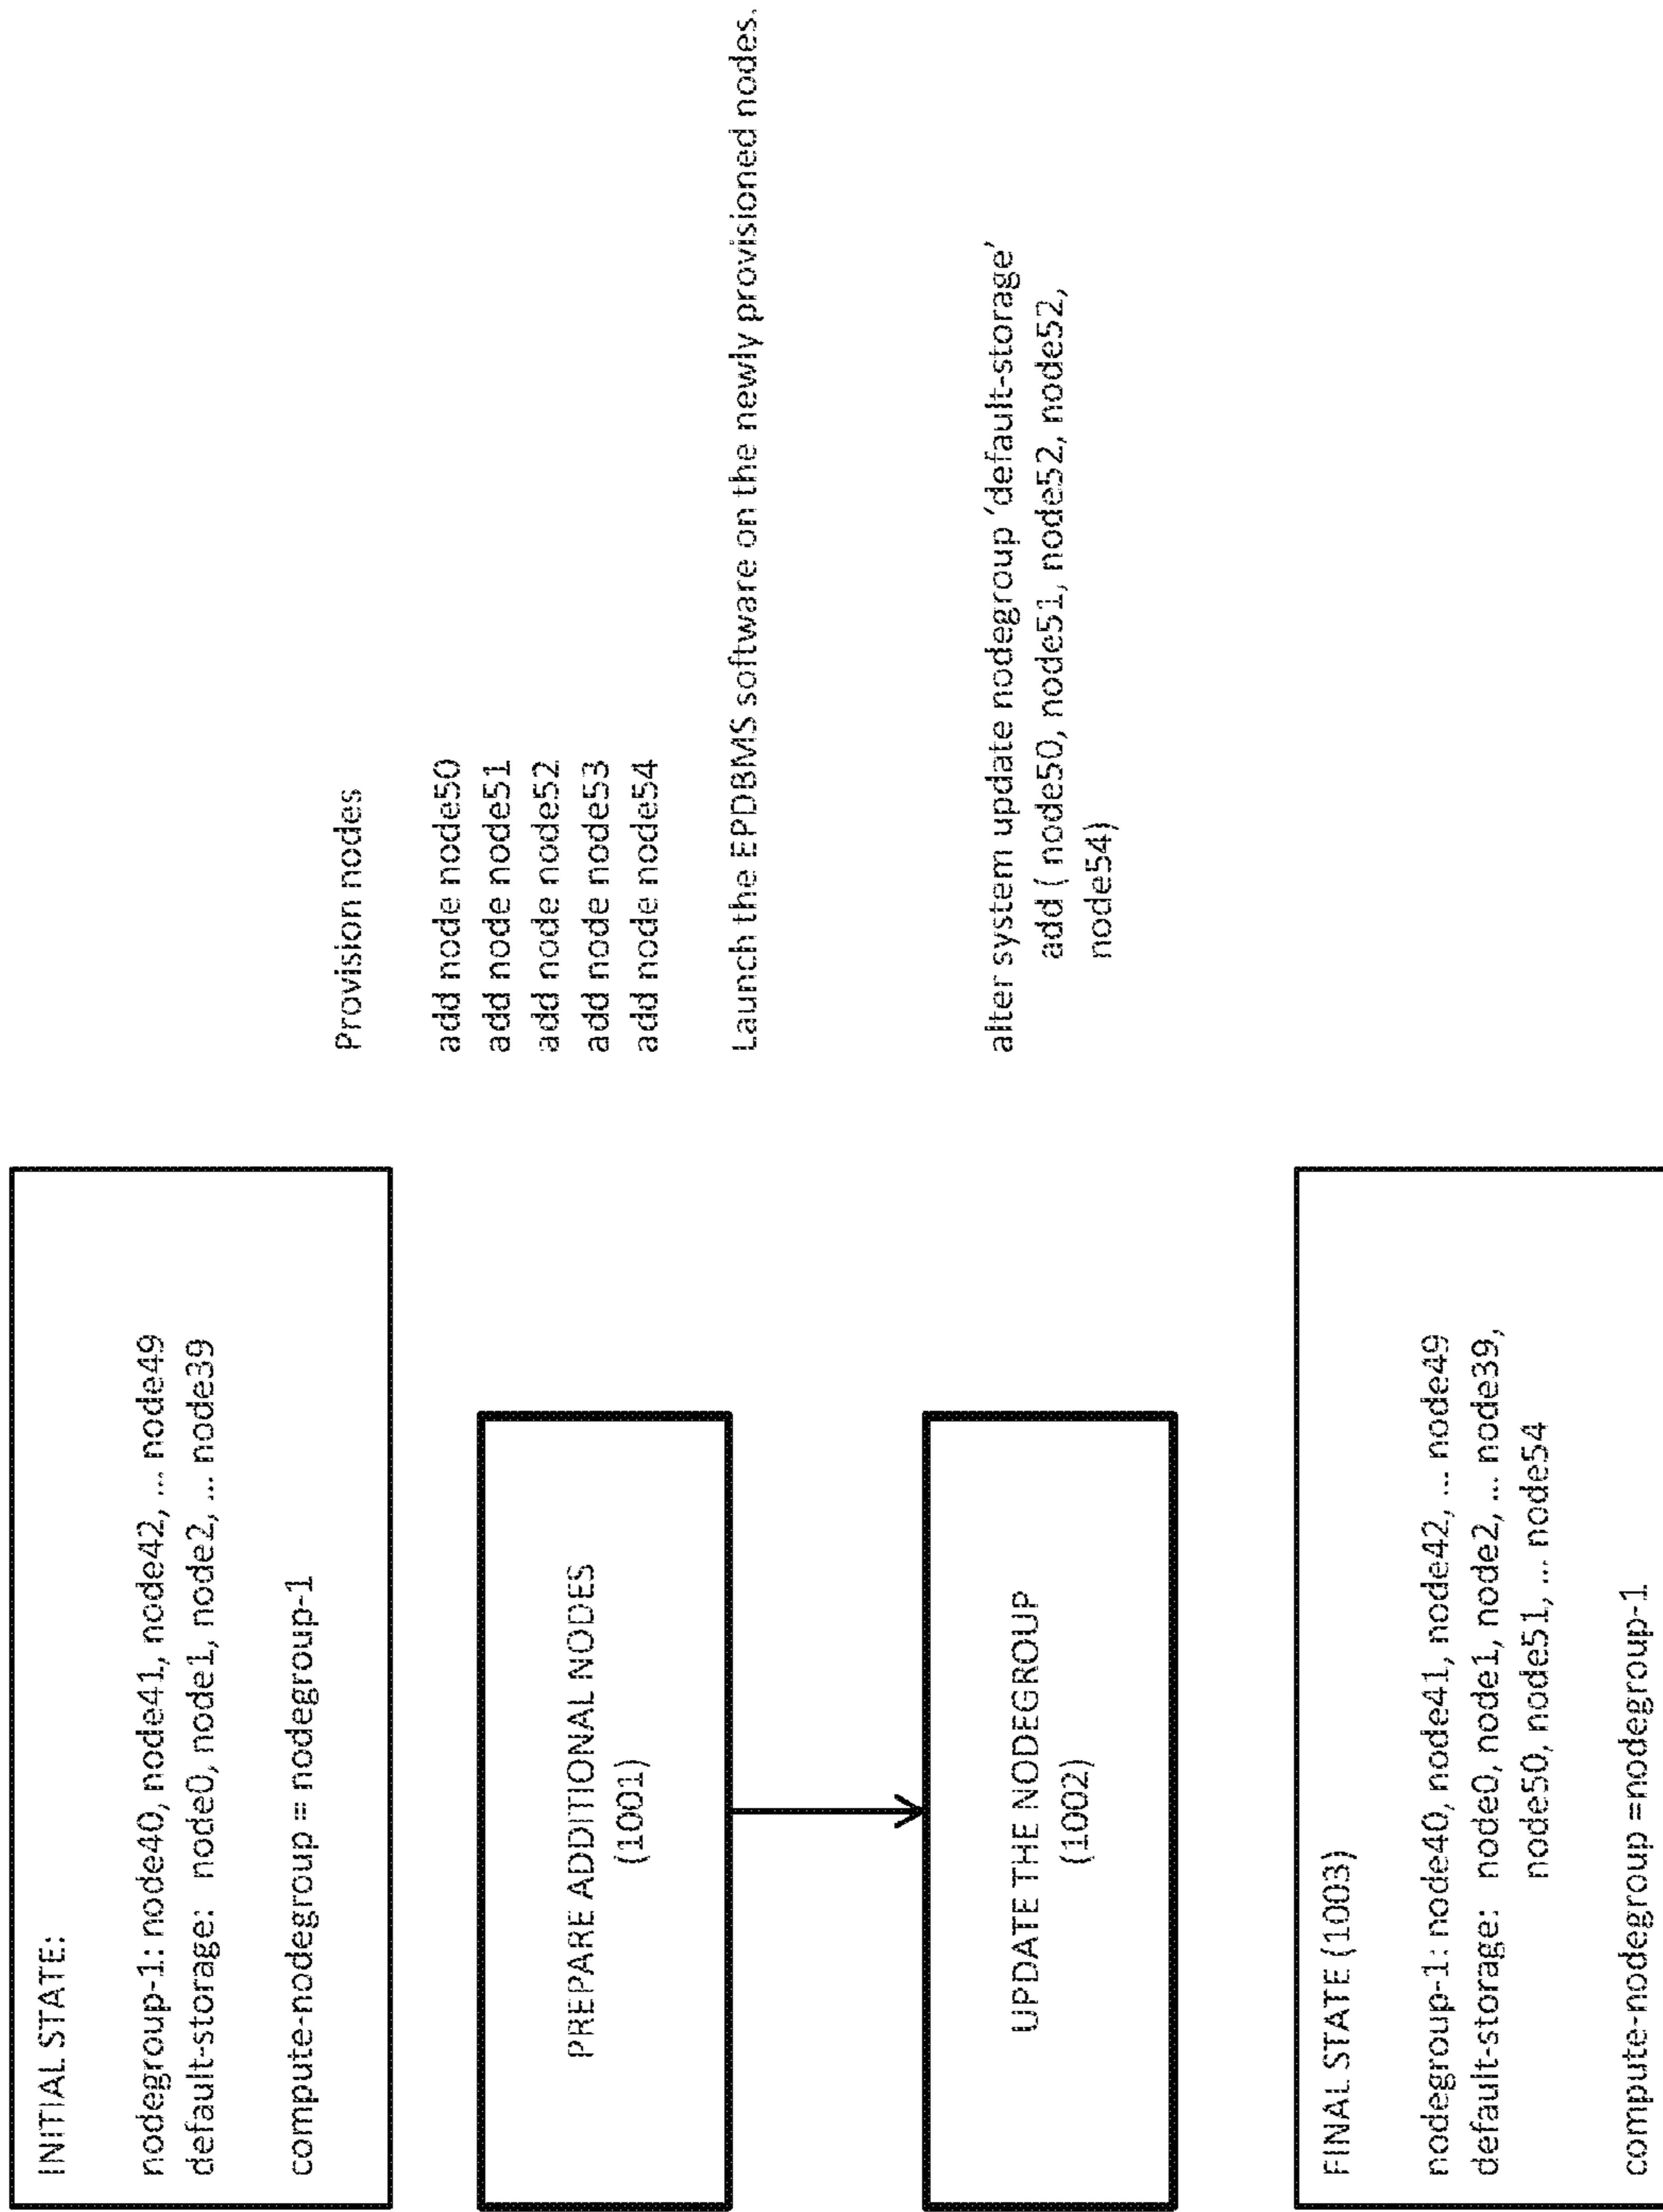 INITIAL STATE:
nodegroup-1: node40, node41, node42, ... node49
default-storage: node0, node1, node2, ... node39
compute-nodegroup = nodegroup-1
Provision nodes
PREPARE ADDITIONAL NODES
(1001)
add node node50
add node node51
add node node52
add node node53
add node node54
Launch the EPDBMS software on the newly provisioned nodes.
UPDATE THE NODEGROUP
(1002)
alter system update nodegroup ‘default-storage’
add ( node50, node51, node52, node52,
node54)
FINAL STATE (1003)
nodegroup-1: node40, node41, node42, ... node49
default-storage: node0, node1, node2, ... node39,
node50, node51, ... node54
compute-nodegroup =nodegroup-1